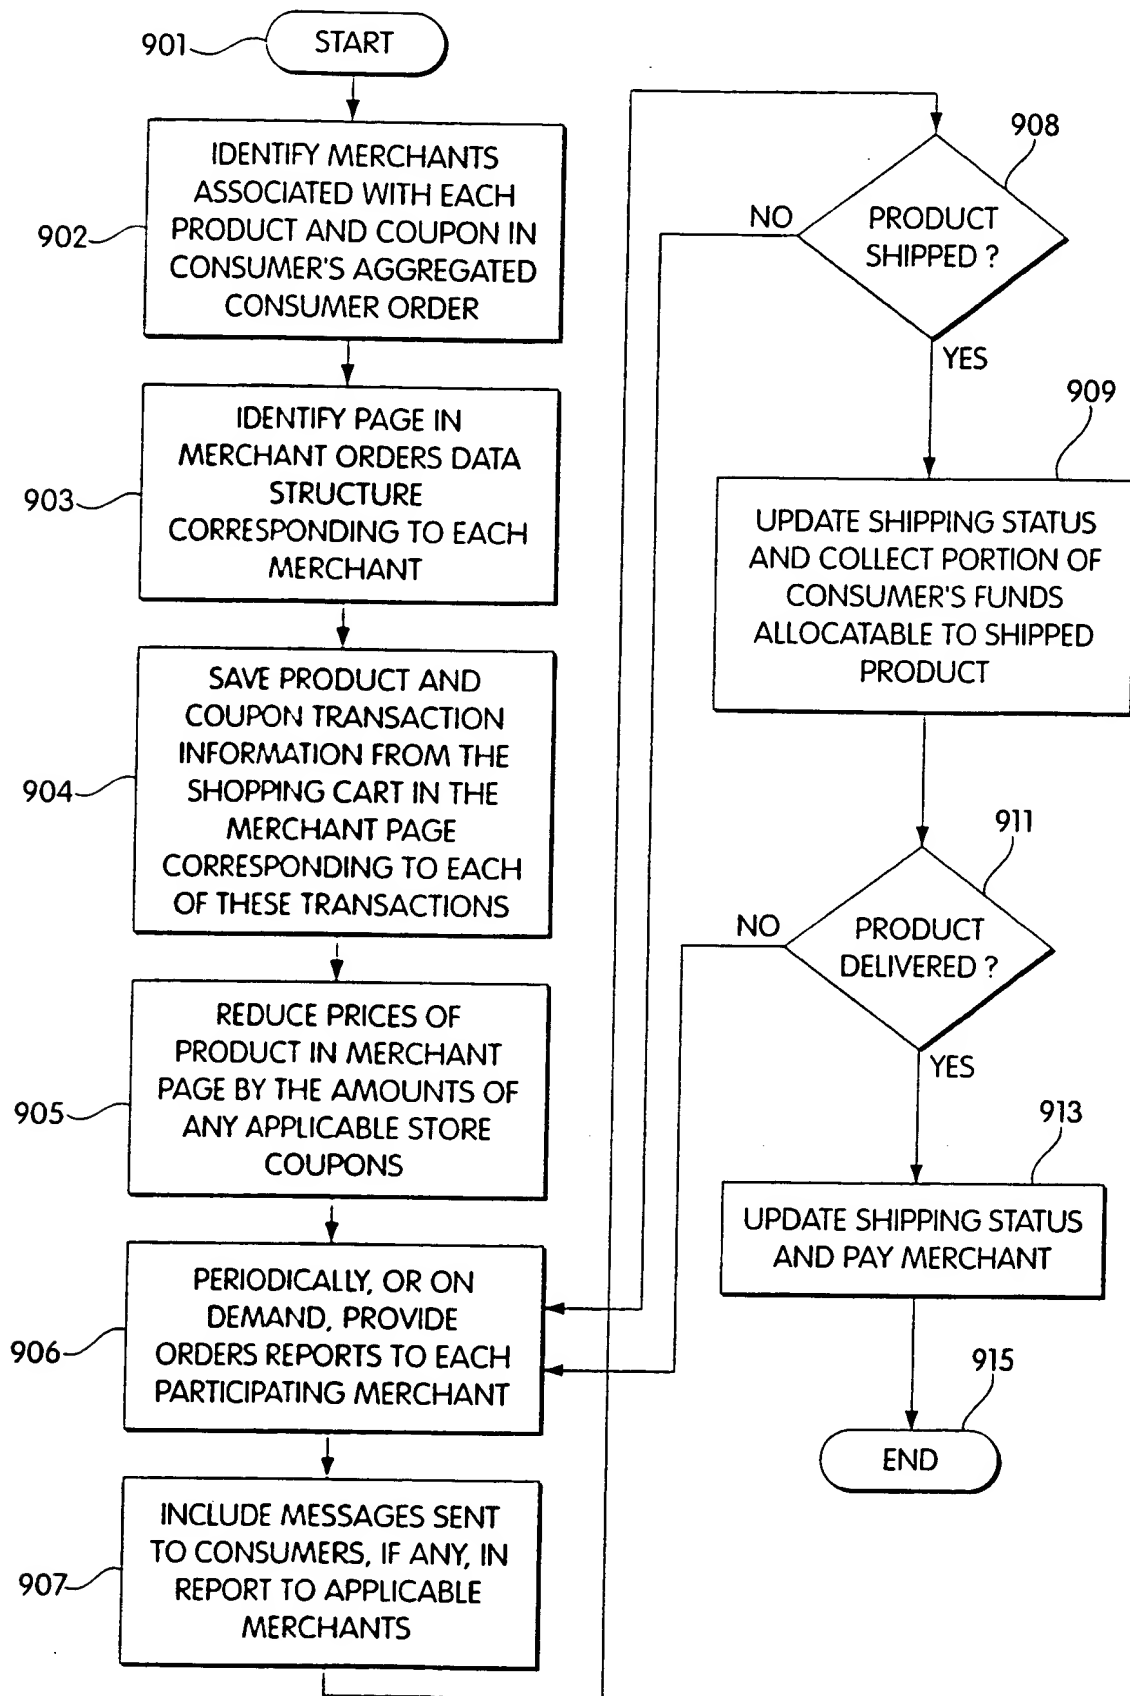 901
START
902
IDENTIFY MERCHANTS
ASSOCIATED WITH EACH
PRODUCT AND COUPON IN
CONSUMER'S AGGREGATED
CONSUMER ORDER
903
IDENTIFY PAGE IN
MERCHANT ORDERS DATA
STRUCTURE
CORRESPONDING TO EACH
MERCHANT
904
SAVE PRODUCT AND
COUPON TRANSACTION
INFORMATION FROM THE
SHOPPING CART IN THE
MERCHANT PAGE
CORRESPONDING TO EACH
OF THESE TRANSACTIONS
905
REDUCE PRICES OF
PRODUCT IN MERCHANT
PAGE BY THE AMOUNTS OF
ANY APPLICABLE STORE
COUPONS
906
PERIODICALLY, OR ON
DEMAND, PROVIDE
ORDERS REPORTS TO EACH
PARTICIPATING MERCHANT
907
INCLUDE MESSAGES SENT
TO CONSUMERS, IF ANY, IN
REPORT TO APPLICABLE
MERCHANTS
908
NO
PRODUCT
SHIPPED ?
YES
909
UPDATE SHIPPING STATUS
AND COLLECT PORTION OF
CONSUMER'S FUNDS
ALLOCATABLE TO SHIPPED
PRODUCT
911
NO
PRODUCT
DELIVERED ?
YES
913
UPDATE SHIPPING STATUS
AND PAY MERCHANT
915
END